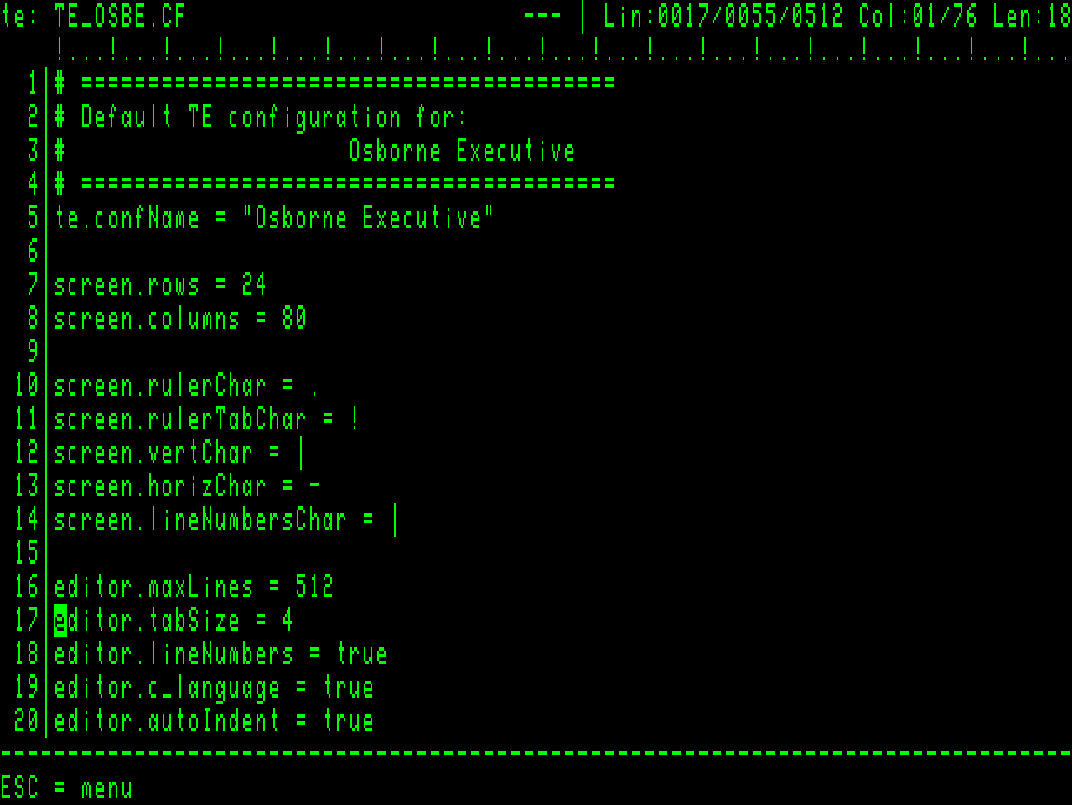 te: TE_OSBE.CF --- | Lin:0017/0055/0512 Col:01/76 Len:18
!...!...!...!...!...!...!...!...!...!...!...!...!...!...!...!...!...!...!...
1|# ========================================
2|# Default TE configuration for:
3|#                     Osborne Executive
4|# ========================================
5|te.confName = "Osborne Executive"
6|
7|screen.rows = 24
8|screen.columns = 80
9|
10|screen.rulerChar = .
11|screen.rulerTabChar = !
12|screen.vertChar = |
13|screen.horizChar = -
14|screen.lineNumbersChar = |
15|
16|editor.maxLines = 512
17|editor.tabSize = 4
18|editor.lineNumbers = true
19|editor.c_language = true
20|editor.autoIndent = true
--------------------------------------------------------------------------------
ESC = menu